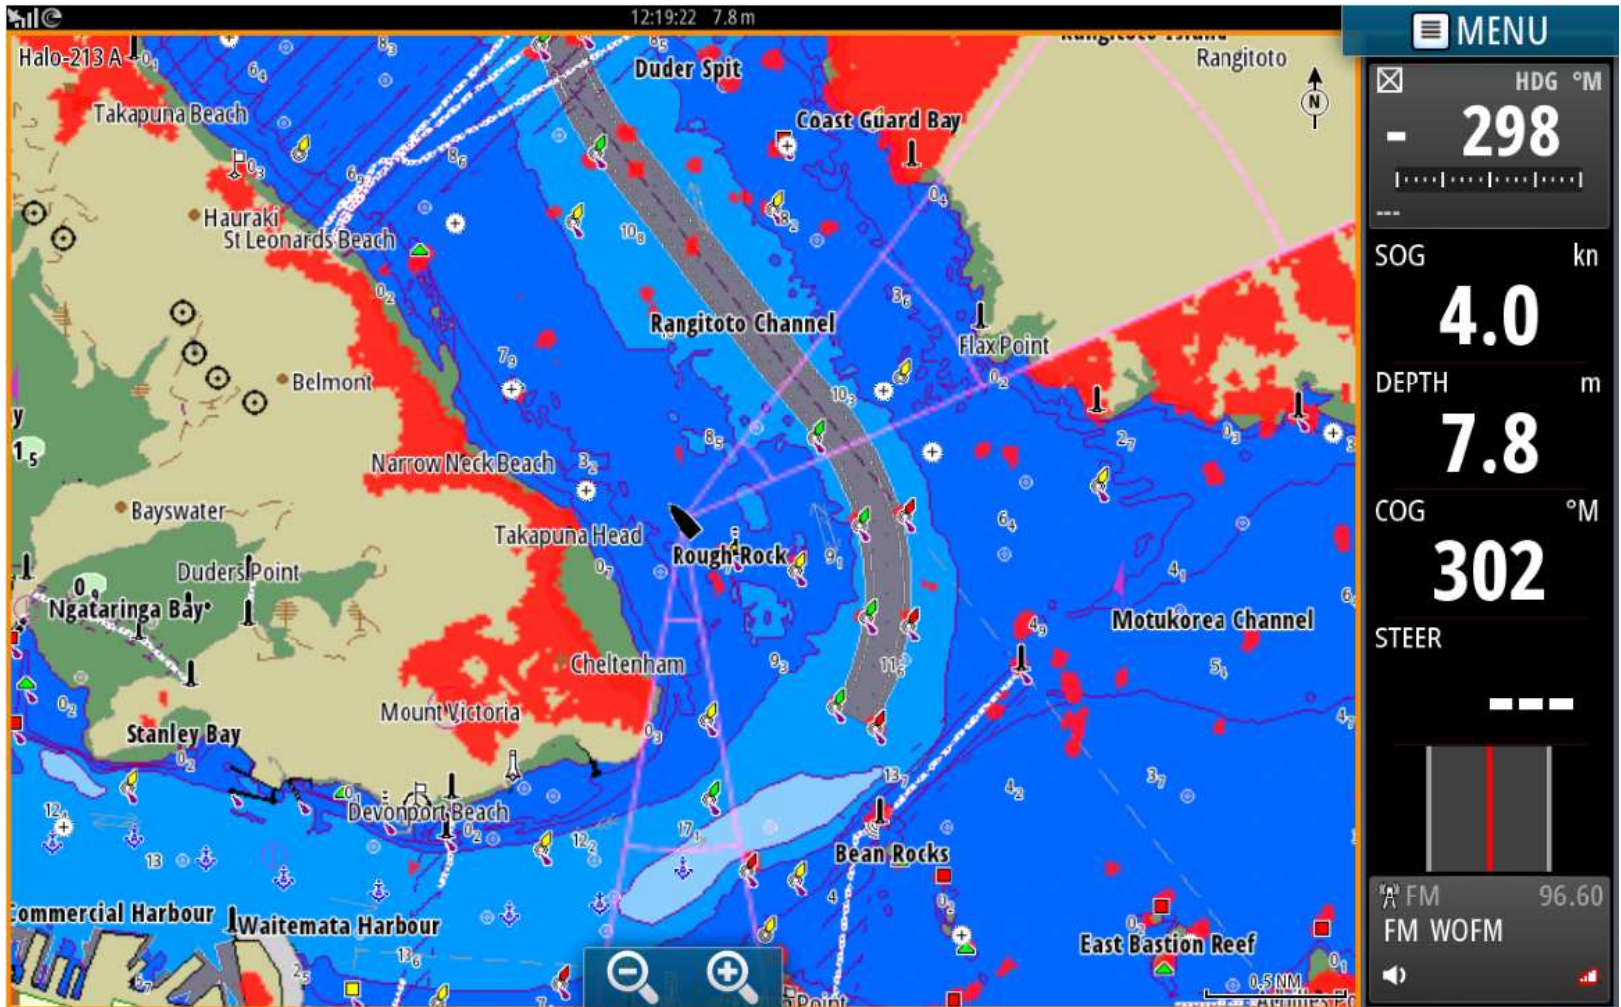 12:19:22 7.8 m
MENU
Halo-213 A
Duder Spit
Rangitoto Island
Rangitoto
Takapuna Beach
Coast Guard Bay
HDG °M
- 298
---
Hauraki
St Leonards Beach
SOG kn
4.0
Rangitoto Channel
Flax Point
Belmont
DEPTH m
7.8
Narrow Neck Beach
Bayswater
COG °M
302
Takapuna Head
Rough Rock
Duders Point
Ngataringa Bay
Motukorea Channel
STEER
---
Cheltenham
Mount Victoria
Stanley Bay
Devonport Beach
Bean Rocks
FM 96.60
FM WOFM
Commercial Harbour
Waitemata Harbour
East Bastion Reef
0.5 NM
Point